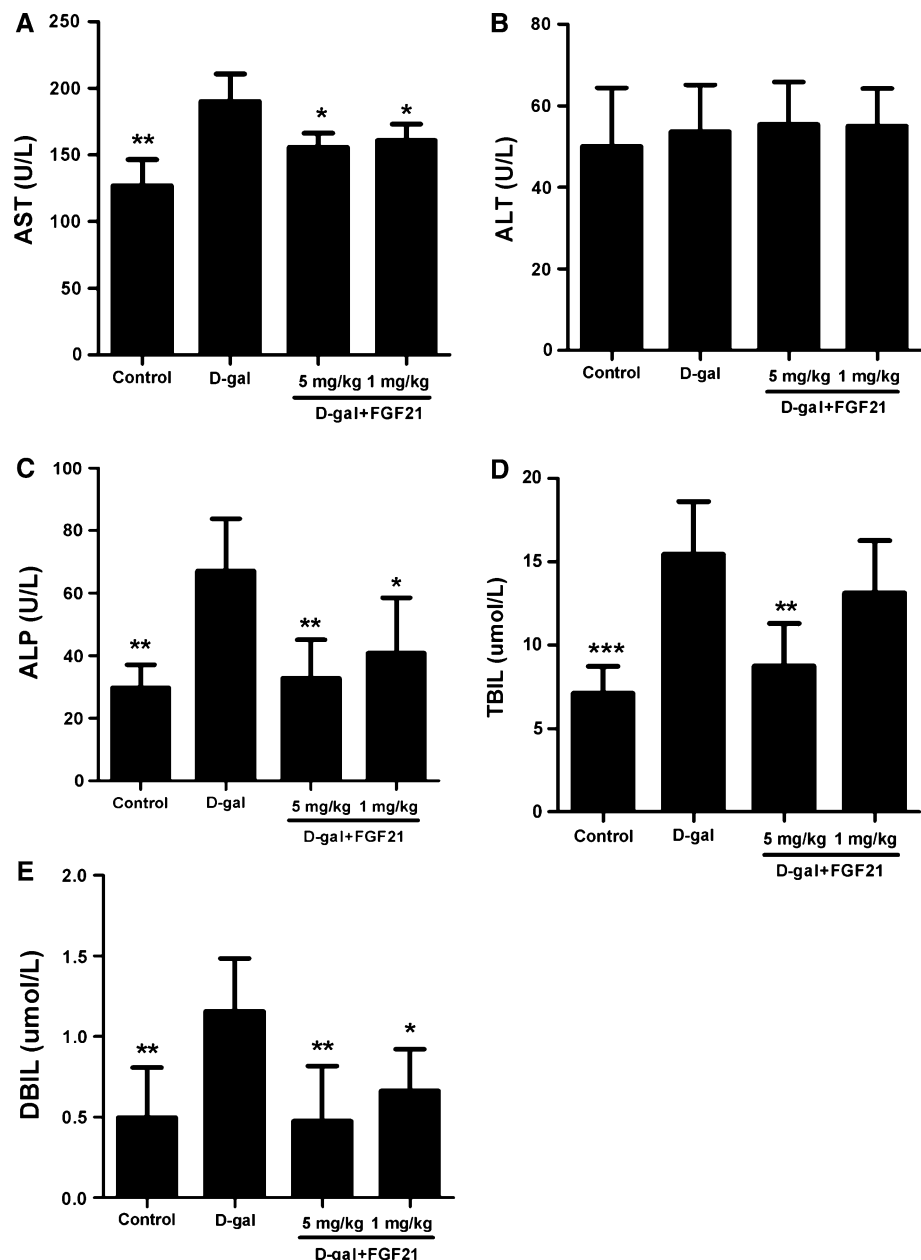 A
AST (U/L)
250
200
150
100
50
0
**
*
*
Control
D-gal
5 mg/kg 1 mg/kg
D-gal+FGF21
B
ALT (U/L)
80
60
40
20
0
Control
D-gal
5 mg/kg 1 mg/kg
D-gal+FGF21
C
ALP (U/L)
100
80
60
40
20
0
**
**
*
Control
D-gal
5 mg/kg 1 mg/kg
D-gal+FGF21
D
TBIL (umol/L)
20
15
10
5
0
***
**
Control
D-gal
5 mg/kg 1 mg/kg
D-gal+FGF21
E
DBIL (umol/L)
2.0
1.5
1.0
0.5
0.0
**
**
*
Control
D-gal
5 mg/kg 1 mg/kg
D-gal+FGF21